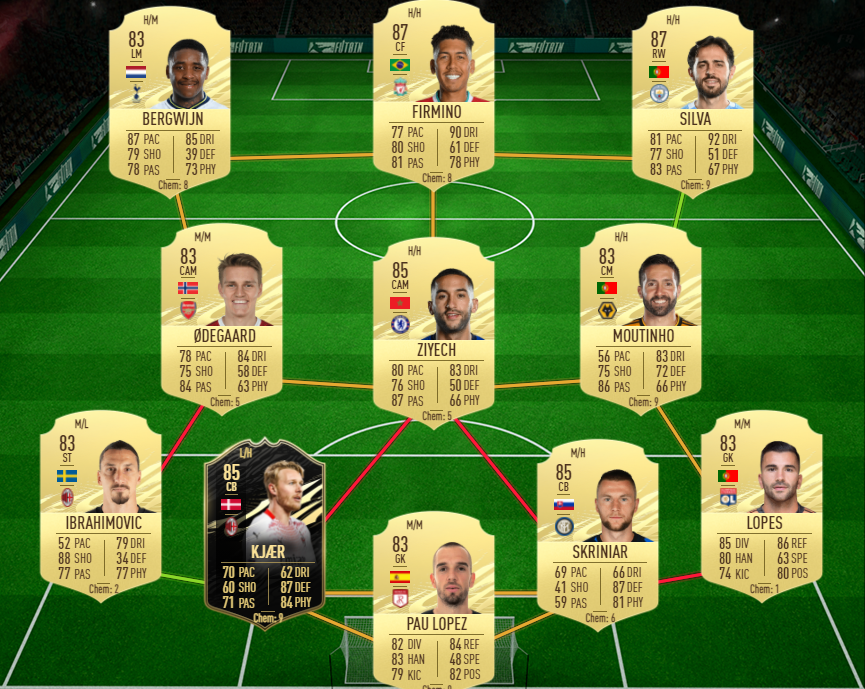 FUTBIN FUTBIN FUTBIN FUTBIN
H/M
83
LM
BERGWIJN
87 PAC 85 DRI
79 SHO 39 DEF
78 PAS 73 PHY
Chem: 8
H/H
87
CF
FIRMINO
77 PAC 90 DRI
80 SHO 61 DEF
81 PAS 78 PHY
Chem: 8
H/H
87
RW
SILVA
81 PAC 92 DRI
77 SHO 51 DEF
83 PAS 67 PHY
Chem: 9
M/M
83
CAM
ØDEGAARD
78 PAC 84 DRI
75 SHO 58 DEF
84 PAS 63 PHY
Chem: 5
H/H
85
CAM
ZIYECH
80 PAC 83 DRI
76 SHO 50 DEF
87 PAS 66 PHY
Chem: 5
H/H
83
CM
MOUTINHO
56 PAC 83 DRI
75 SHO 72 DEF
86 PAS 66 PHY
Chem: 9
M/L
83
ST
IBRAHIMOVIC
52 PAC 79 DRI
88 SHO 34 DEF
77 PAS 77 PHY
Chem: 2
L/H
85
CB
KJÆR
70 PAC 62 DRI
60 SHO 87 DEF
71 PAS 84 PHY
Chem: 9
M/M
83
GK
PAU LOPEZ
82 DIV 84 REF
83 HAN 48 SPE
79 KIC 82 POS
M/H
85
CB
SKRINIAR
69 PAC 66 DRI
41 SHO 87 DEF
59 PAS 81 PHY
Chem: 6
M/M
83
GK
LOPES
85 DIV 86 REF
80 HAN 63 SPE
74 KIC 80 POS
Chem: 1